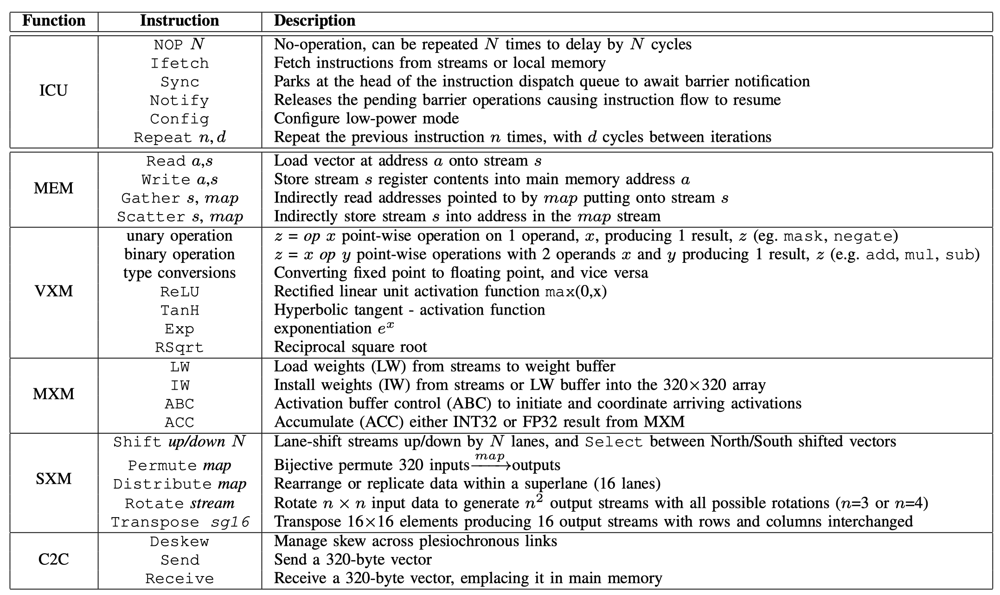 Function Instruction Description
NOP N No-operation, can be repeated N times to delay by N cycles
Ifetch Fetch instructions from streams or local memory
Sync Parks at the head of the instruction dispatch queue to await barrier notification
ICU
Notify Releases the pending barrier operations causing instruction flow to resume
Config Configure low-power mode
Repeat n, d Repeat the previous instruction n times, with d cycles between iterations
Read a,s Load vector at address a onto stream s
Write a,s Store stream s register contents into main memory address a
MEM
Gather s, map Indirectly read addresses pointed to by map putting onto stream s
Scatter s, map Indirectly store stream s into address in the map stream
unary operation z = op x point-wise operation on 1 operand, x, producing 1 result, z (eg. mask, negate)
binary operation z = x op y point-wise operations with 2 operands x and y producing 1 result, z (e.g. add, mul, sub)
type conversions Converting fixed point to floating point, and vice versa
VXM ReLU Rectified linear unit activation function max(0,x)
TanH Hyperbolic tangent - activation function
Exp exponentiation eˣ
RSqrt Reciprocal square root
LW Load weights (LW) from streams to weight buffer
IW Install weights (IW) from streams or LW buffer into the 320×320 array
MXM
ABC Activation buffer control (ABC) to initiate and coordinate arriving activations
ACC Accumulate (ACC) either INT32 or FP32 result from MXM
Shift up/down N Lane-shift streams up/down by N lanes, and Select between North/South shifted vectors
Permute map Bijective permute 320 inputs map→ outputs
SXM
Distribute map Rearrange or replicate data within a superlane (16 lanes)
Rotate stream Rotate n × n input data to generate n² output streams with all possible rotations (n=3 or n=4)
Transpose sg16 Transpose 16×16 elements producing 16 output streams with rows and columns interchanged
Deskew Manage skew across plesiochronous links
C2C Send Send a 320-byte vector
Receive Receive a 320-byte vector, emplacing it in main memory